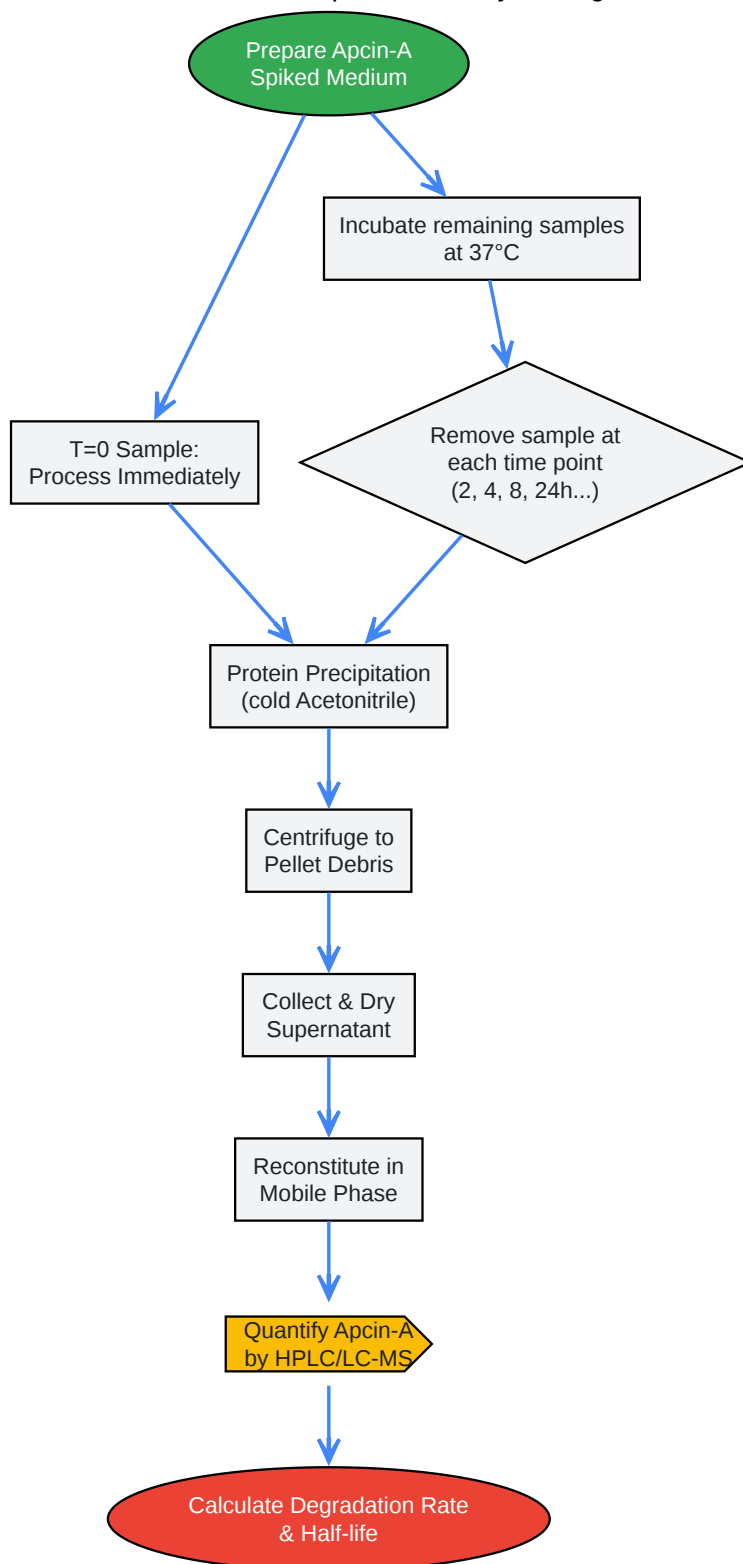 Prepare Apcin-A
Spiked Medium
Incubate remaining samples
at 37°C
T=0 Sample:
Process Immediately
Remove sample at
each time point
(2, 4, 8, 24h...)
Protein Precipitation
(cold Acetonitrile)
Centrifuge to
Pellet Debris
Collect & Dry
Supernatant
Reconstitute in
Mobile Phase
Quantify Apcin-A
by HPLC/LC-MS
Calculate Degradation Rate
& Half-life